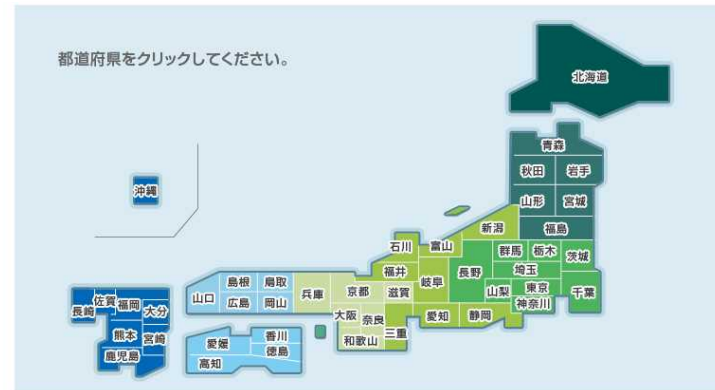 都道府県をクリックしてください。
北海道
青森
秋田 岩手
沖縄
山形 宮城
新潟 福島
石川 富山 群馬 栃木 茨城
福井 岐阜 長野 埼玉
島根 鳥取 兵庫 京都 滋賀 山梨 東京 千葉
山口 広島 岡山 神奈川
長崎 佐賀 福岡 大分 大阪 奈良 三重 愛知 静岡
熊本 宮崎 愛媛 香川 和歌山
鹿児島 高知 徳島